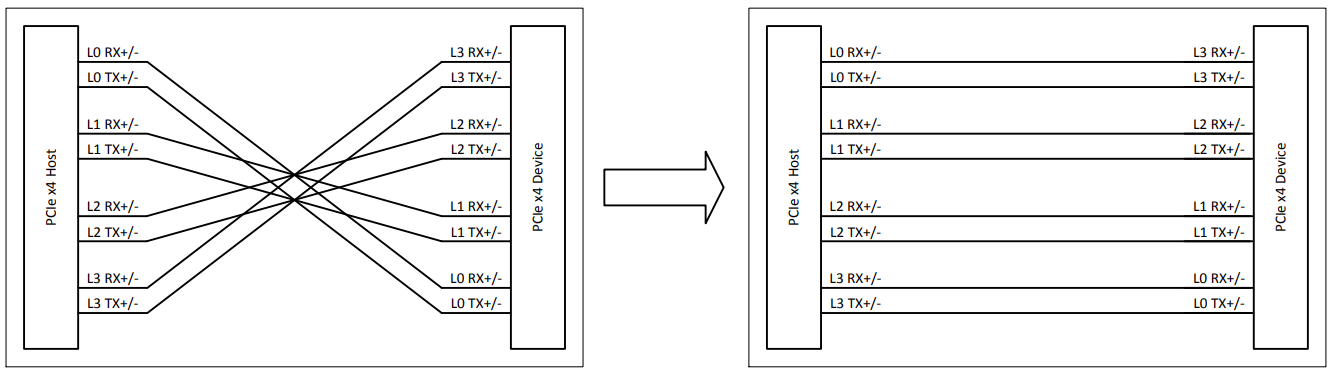 L0 RX+/-
L0 TX+/-
L1 RX+/-
L1 TX+/-
L2 RX+/-
L2 TX+/-
L3 RX+/-
L3 TX+/-
PCIe x4 Host
L3 RX+/-
L3 TX+/-
L2 RX+/-
L2 TX+/-
L1 RX+/-
L1 TX+/-
L0 RX+/-
L0 TX+/-
PCIe x4 Device
L0 RX+/-
L0 TX+/-
L1 RX+/-
L1 TX+/-
L2 RX+/-
L2 TX+/-
L3 RX+/-
L3 TX+/-
PCIe x4 Host
L3 RX+/-
L3 TX+/-
L2 RX+/-
L2 TX+/-
L1 RX+/-
L1 TX+/-
L0 RX+/-
L0 TX+/-
PCIe x4 Device